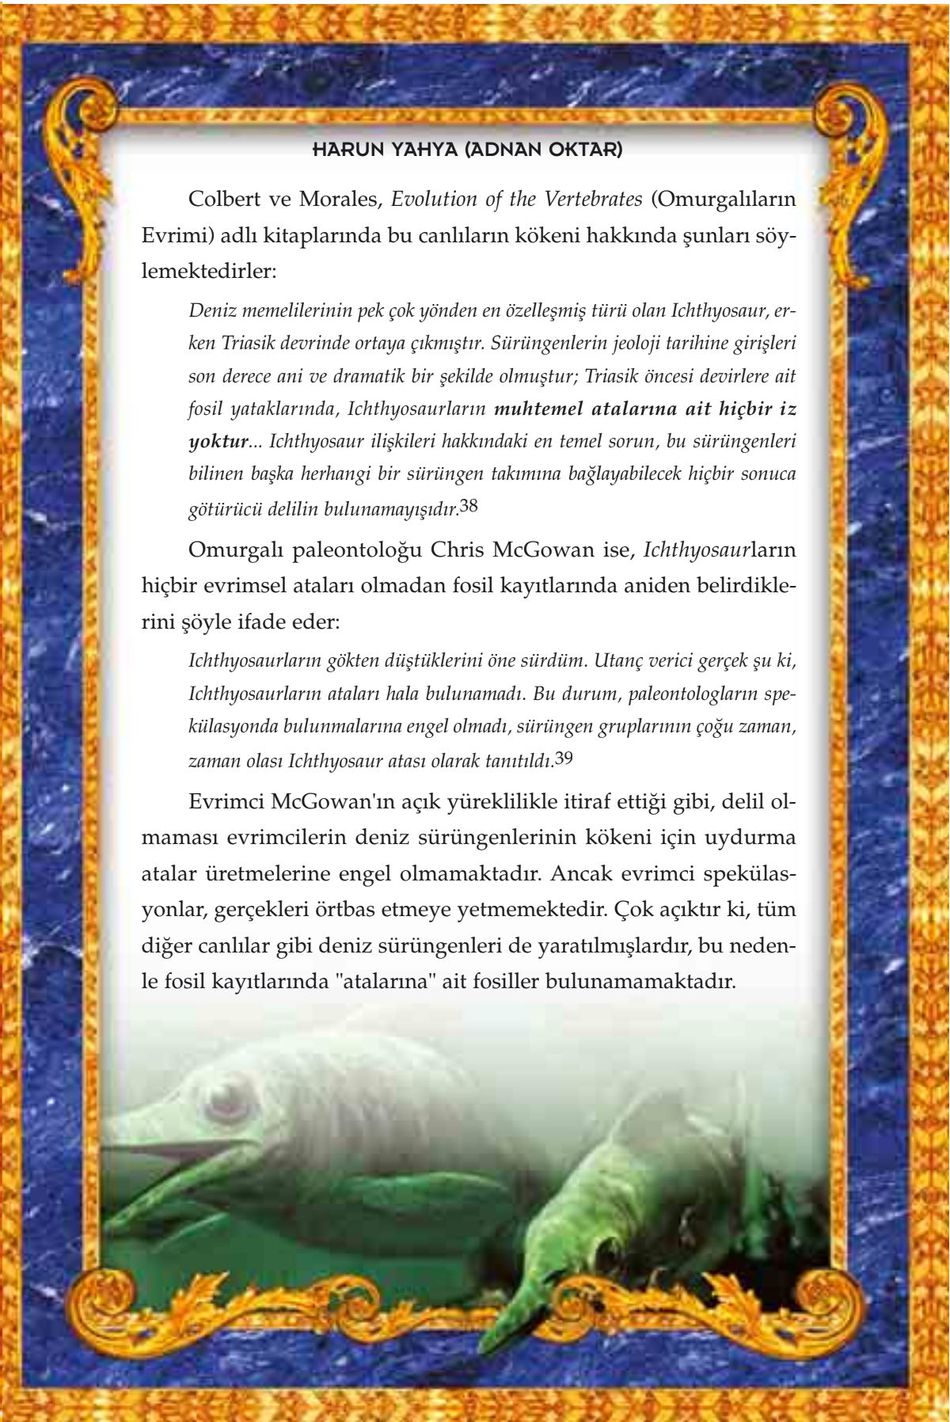 HARUN YAHYA (ADNAN OKTAR)
Colbert ve Morales, Evolution of the Vertebrates (Omurgalıların
Evrimi) adlı kitaplarında bu canlıların kökeni hakkında şunları söy-
lemektedirler:
Deniz memelilerinin pek çok yönden en özelleşmiş türü olan Ichthyosaur, er-
ken Triasik devrinde ortaya çıkmıştır. Sürüngenlerin jeoloji tarihine girişleri
son derece ani ve dramatik bir şekilde olmuştur; Triasik öncesi devirlere ait
fosil yataklarında, Ichthyosaurların muhtemel atalarına ait hiçbir iz
yoktur... Ichthyosaur ilişkileri hakkındaki en temel sorun, bu sürüngenleri
bilinen başka herhangi bir sürüngen takımına bağlayabilecek hiçbir sonuca
götürücü delilin bulunamayışıdır.38
Omurgalı paleontoloğu Chris McGowan ise, Ichthyosaurların
hiçbir evrimsel ataları olmadan fosil kayıtlarında aniden belirdikle-
rini şöyle ifade eder:
Ichthyosaurların gökten düştüklerini öne sürdüm. Utanç verici gerçek şu ki,
Ichthyosaurların ataları hala bulunamadı. Bu durum, paleontologların spe-
külasyonda bulunmalarına engel olmadı, sürüngen gruplarının çoğu zaman,
zaman olası Ichthyosaur atası olarak tanıtıldı.39
Evrimci McGowan'ın açık yüreklilikle itiraf ettiği gibi, delil ol-
maması evrimcilerin deniz sürüngenlerinin kökeni için uydurma
atalar üretmelerine engel olmamaktadır. Ancak evrimci spekülas-
yonlar, gerçekleri örtbas etmeye yetmemektedir. Çok açıktır ki, tüm
diğer canlılar gibi deniz sürüngenleri de yaratılmışlardır, bu neden-
le fosil kayıtlarında "atalarına" ait fosiller bulunamamaktadır.